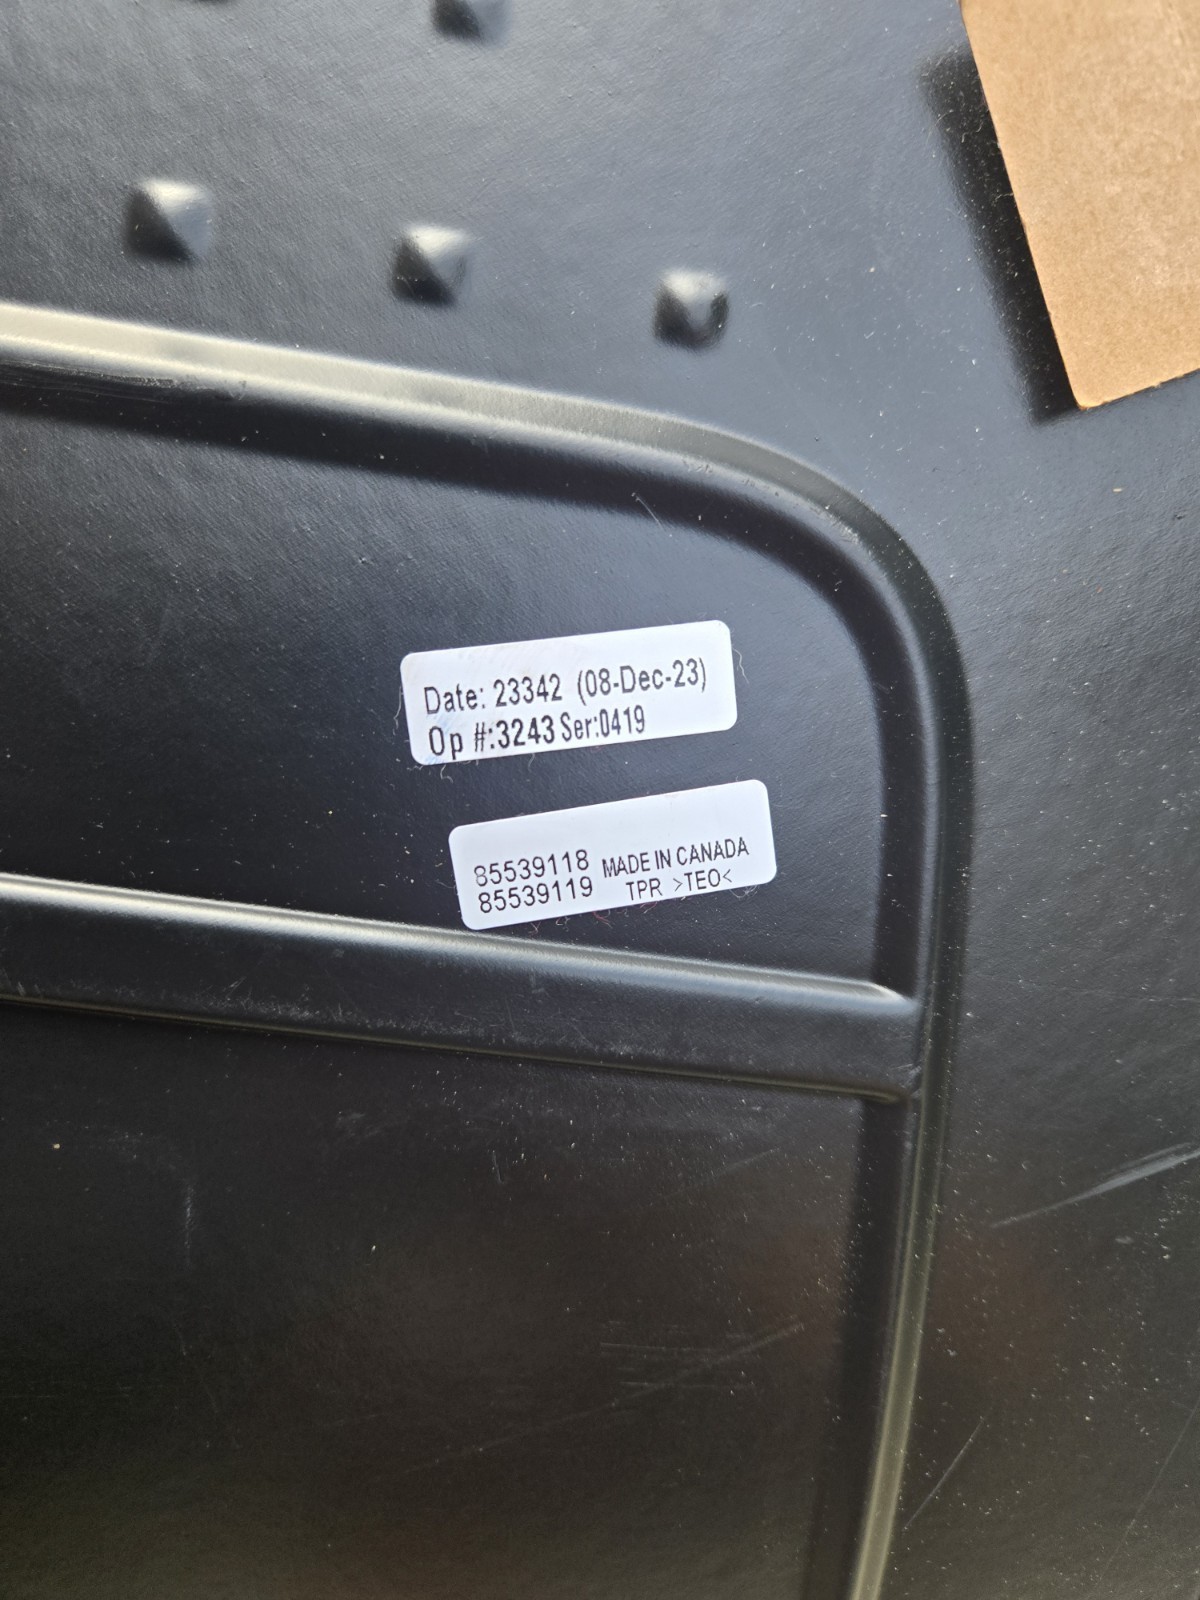 Date: 23342 (08-Dec-23)
Op #:3243 Ser:0419
85539118 MADE IN CANADA
85539119 TPR >TEO<